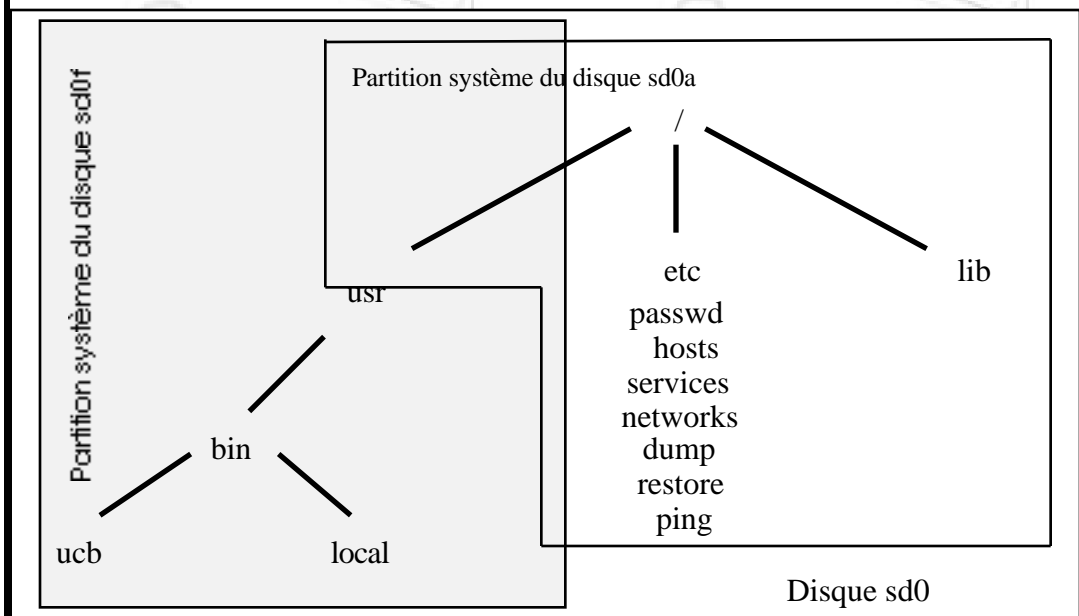 Partition système du disque sd0f
Partition système du disque sd0a
/
usr
etc
lib
passwd
hosts
services
networks
dump
restore
ping
bin
ucb
local
Disque sd0